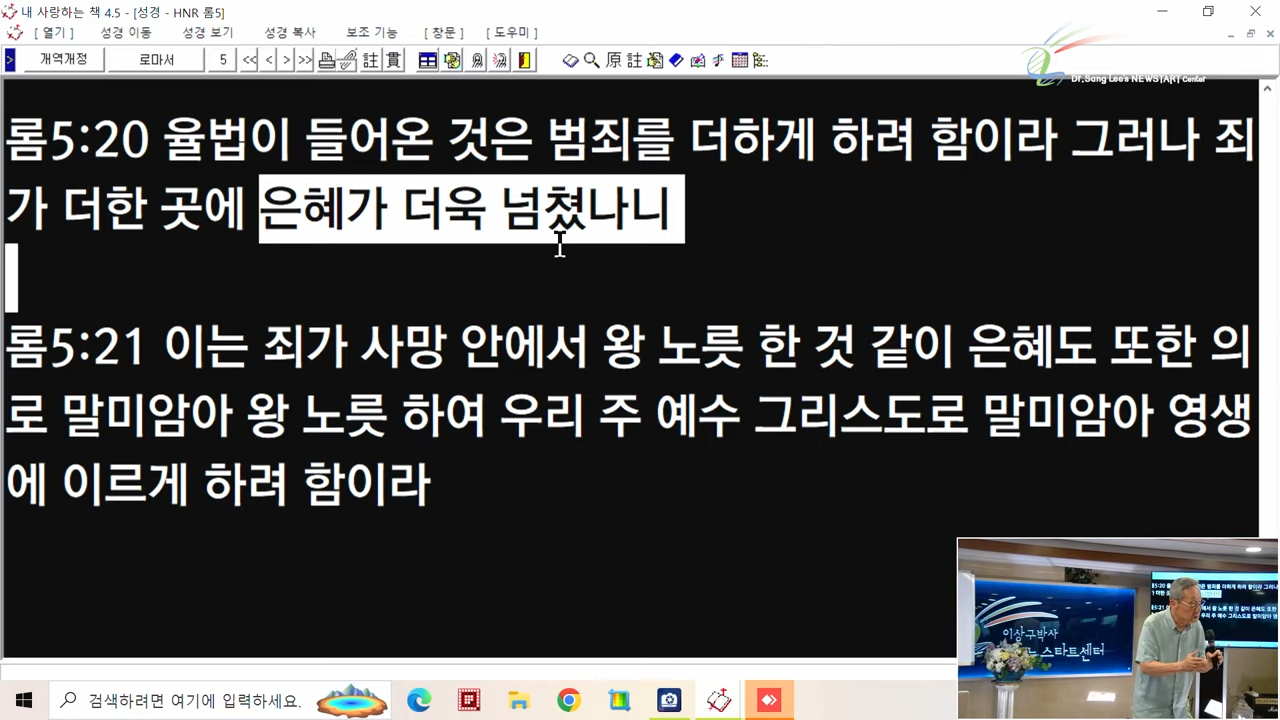 내 사랑하는 책 4.5 - [성경 - HNR 롬5]
[ 열기 ] 성경 이동 성경 보기 성경 복사 보조 기능 [ 창문 ] [ 도우미 ]
개역개정 로마서 5 << < > >> 註 貫 原 註
Dr.Sang Lee's NEWSTART Center
롬5:20 율법이 들어온 것은 범죄를 더하게 하려 함이라 그러나 죄
가 더한 곳에 은혜가 더욱 넘쳤나니
롬5:21 이는 죄가 사망 안에서 왕 노릇 한 것 같이 은혜도 또한 의
로 말미암아 왕 노릇 하여 우리 주 예수 그리스도로 말미암아 영생
에 이르게 하려 함이라
이상구박사
스타트센터
검색하려면 여기에 입력하세요.